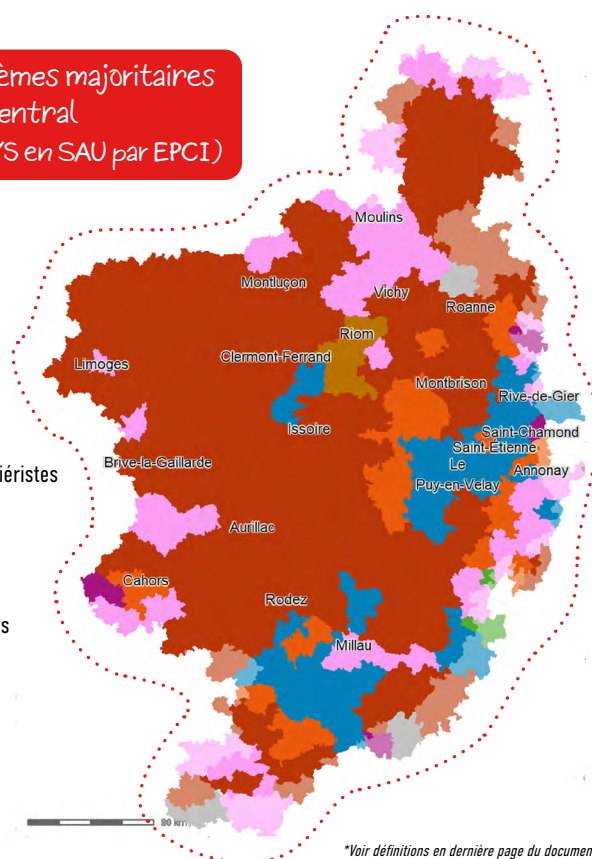 èmes majoritaires
entral
YS en SAU par EPCI)
Moulins
Montluçon
Vichy
Roanne
Riom
Limoges
Clermont-Ferrand
Montbrison
Rive-de-Gier
Issoire
Saint-Chamond
Saint-Etienne
Brive-la-Gaillarde
Le
Puy-en-Velay
Annonay
iéristes
Aurillac
Cahors
Rodez
s
Millau
80 km
*Voir définitions en dernière page du documen